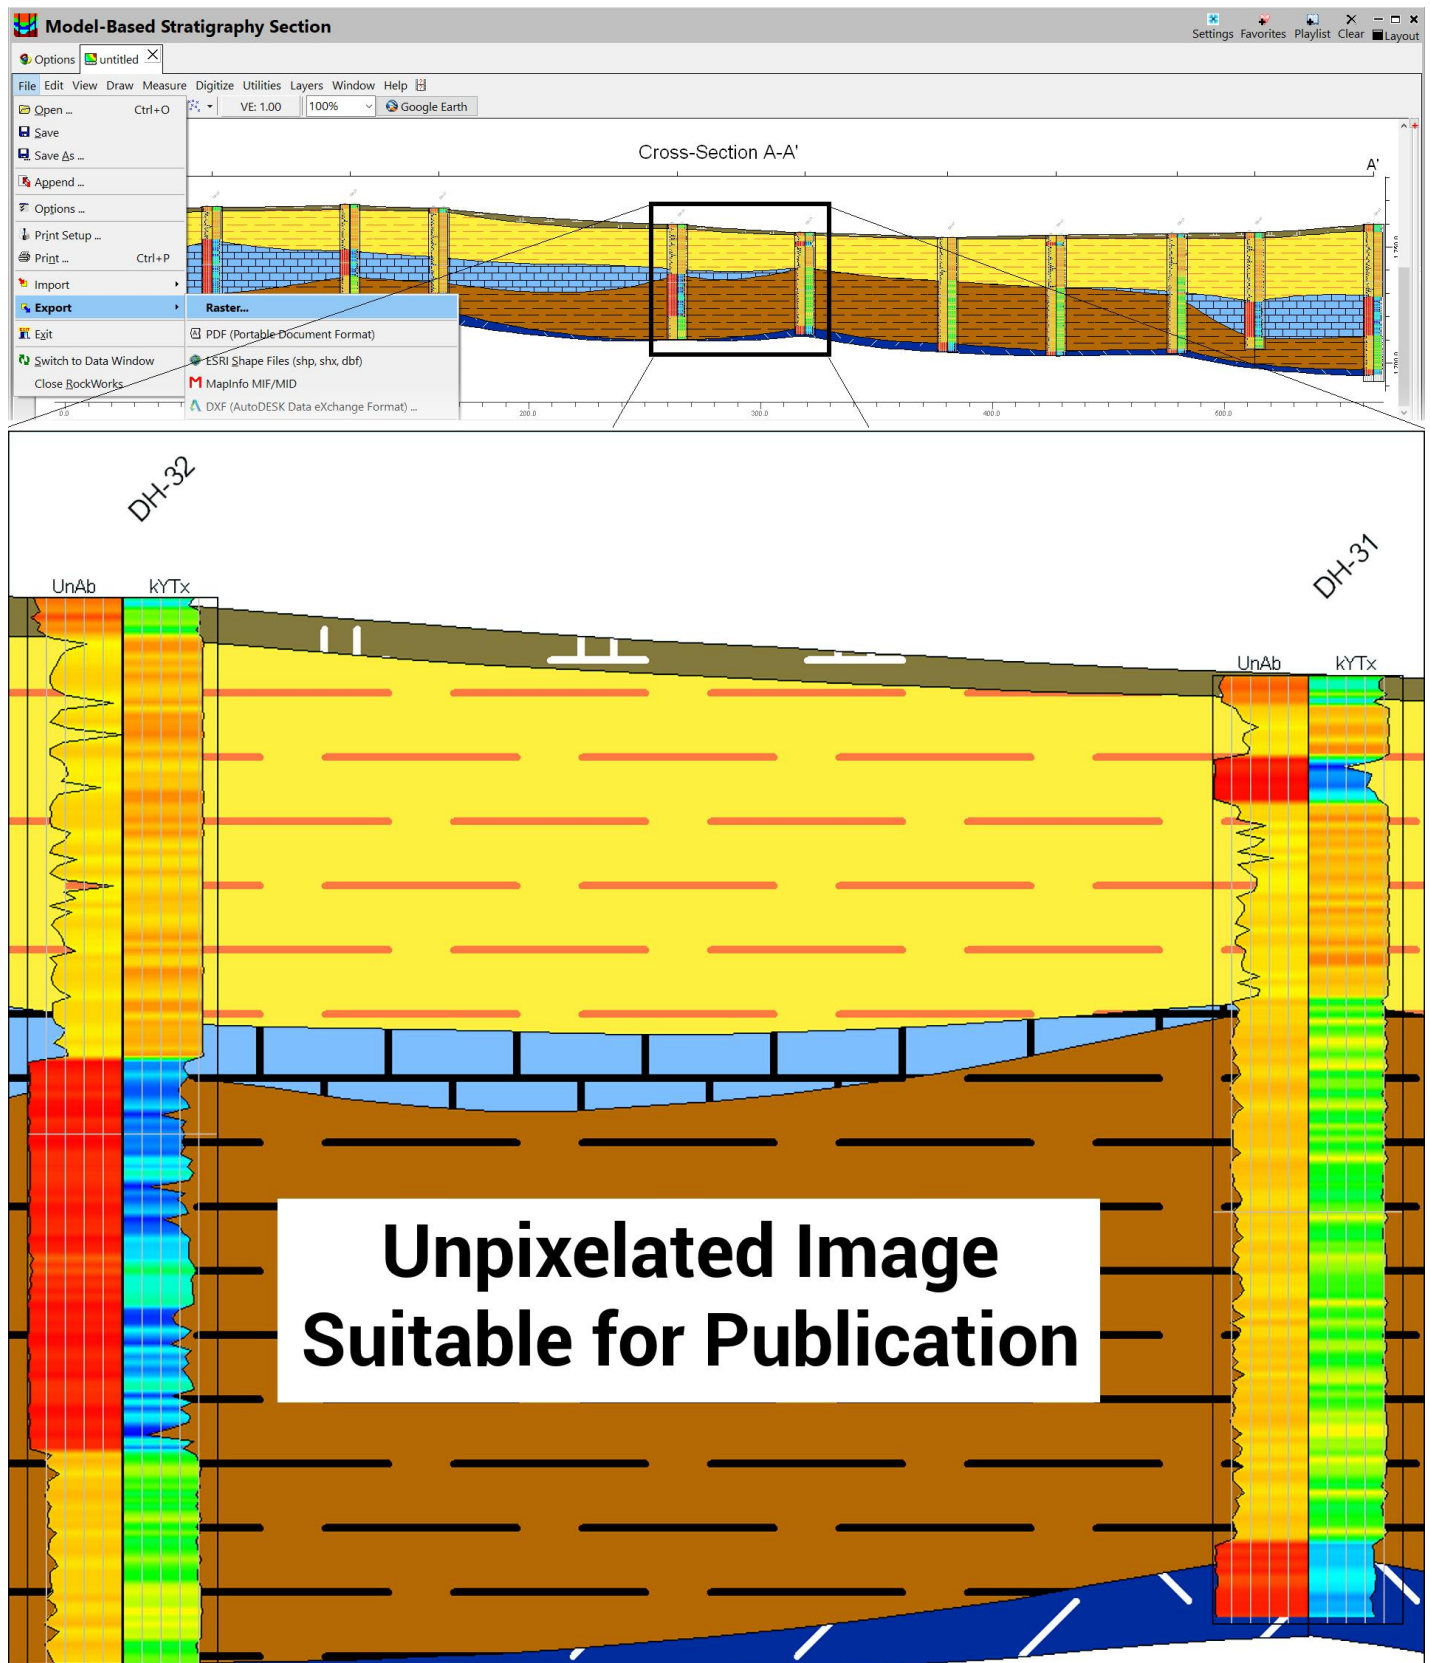 Model-Based Stratigraphy Section
Settings Favorites Playlist Clear Layout
Options untitled
File Edit View Draw Measure Digitize Utilities Layers Window Help
Open ... Ctrl+O
VE: 1.00 100% Google Earth
Save
Save As ...
Append ...
Options ...
Print Setup ...
Print ... Ctrl+P
Import
Export
Exit
Switch to Data Window
Close RockWorks
Raster...
PDF (Portable Document Format)
ESRI Shape Files (shp, shx, dbf)
MapInfo MIF/MID
DXF (AutoDESK Data eXchange Format) ...
Cross-Section A-A'
A'
0.0 200.0 300.0 600.0
DH-32
DH-31
UnAb kYTx
UnAb kYTx
Unpixelated Image
Suitable for Publication